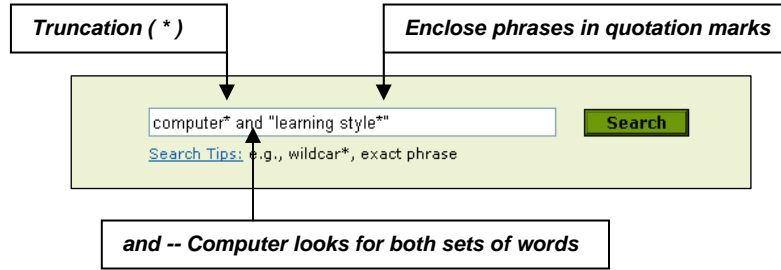 Truncation ( * )
Enclose phrases in quotation marks
computer* and "learning style*"
Search
Search Tips: e.g., wildcar*, exact phrase
and -- Computer looks for both sets of words